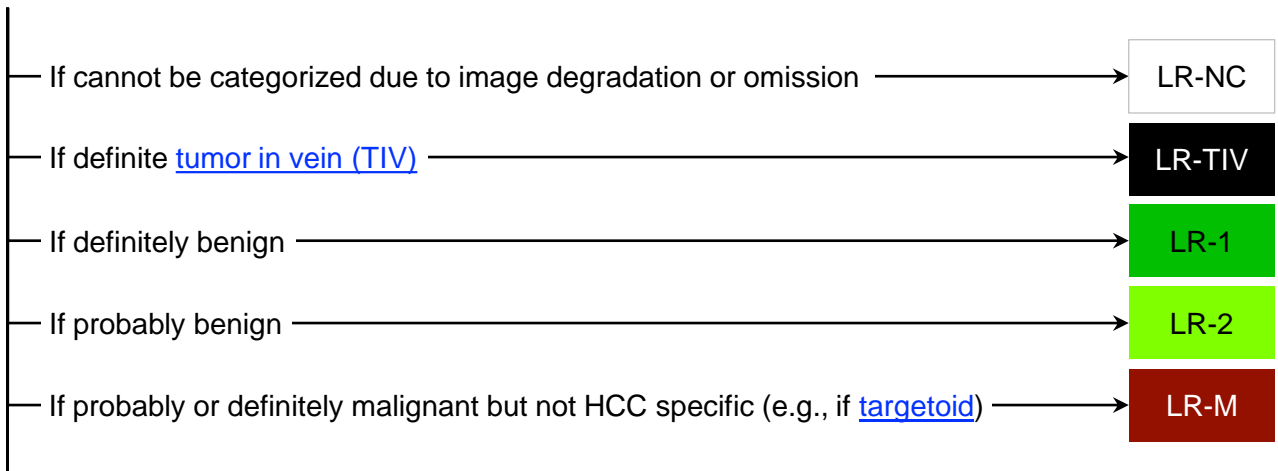 If cannot be categorized due to image degradation or omission LR-NC
If definite tumor in vein (TIV) LR-TIV
If definitely benign LR-1
If probably benign LR-2
If probably or definitely malignant but not HCC specific (e.g., if targetoid) LR-M